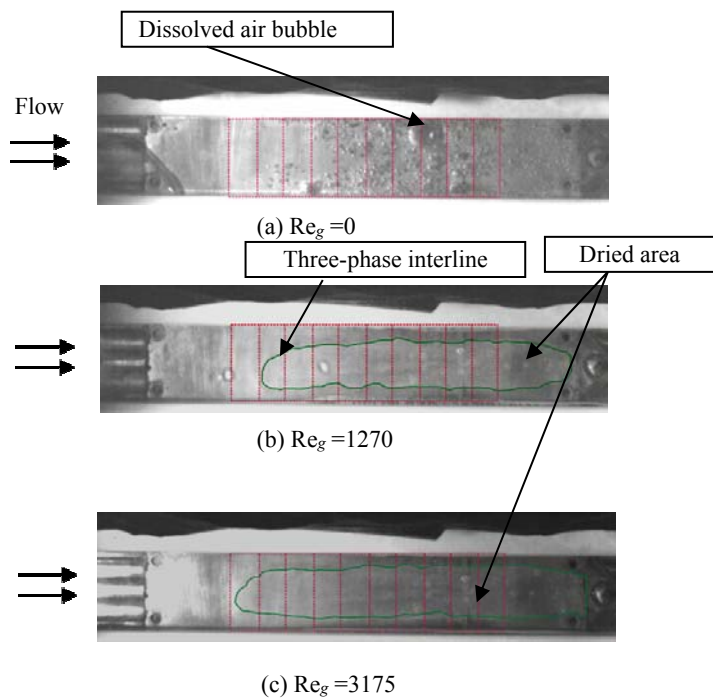 Dissolved air bubble
Flow
(a) Reg =0
Three-phase interline
Dried area
(b) Reg =1270
(c) Reg =3175